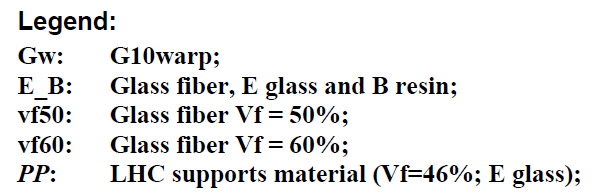 Legend:
Gw: G10warp;
E_B: Glass fiber, E glass and B resin;
vf50: Glass fiber Vf = 50%;
vf60: Glass fiber Vf = 60%;
PP: LHC supports material (Vf=46%; E glass);